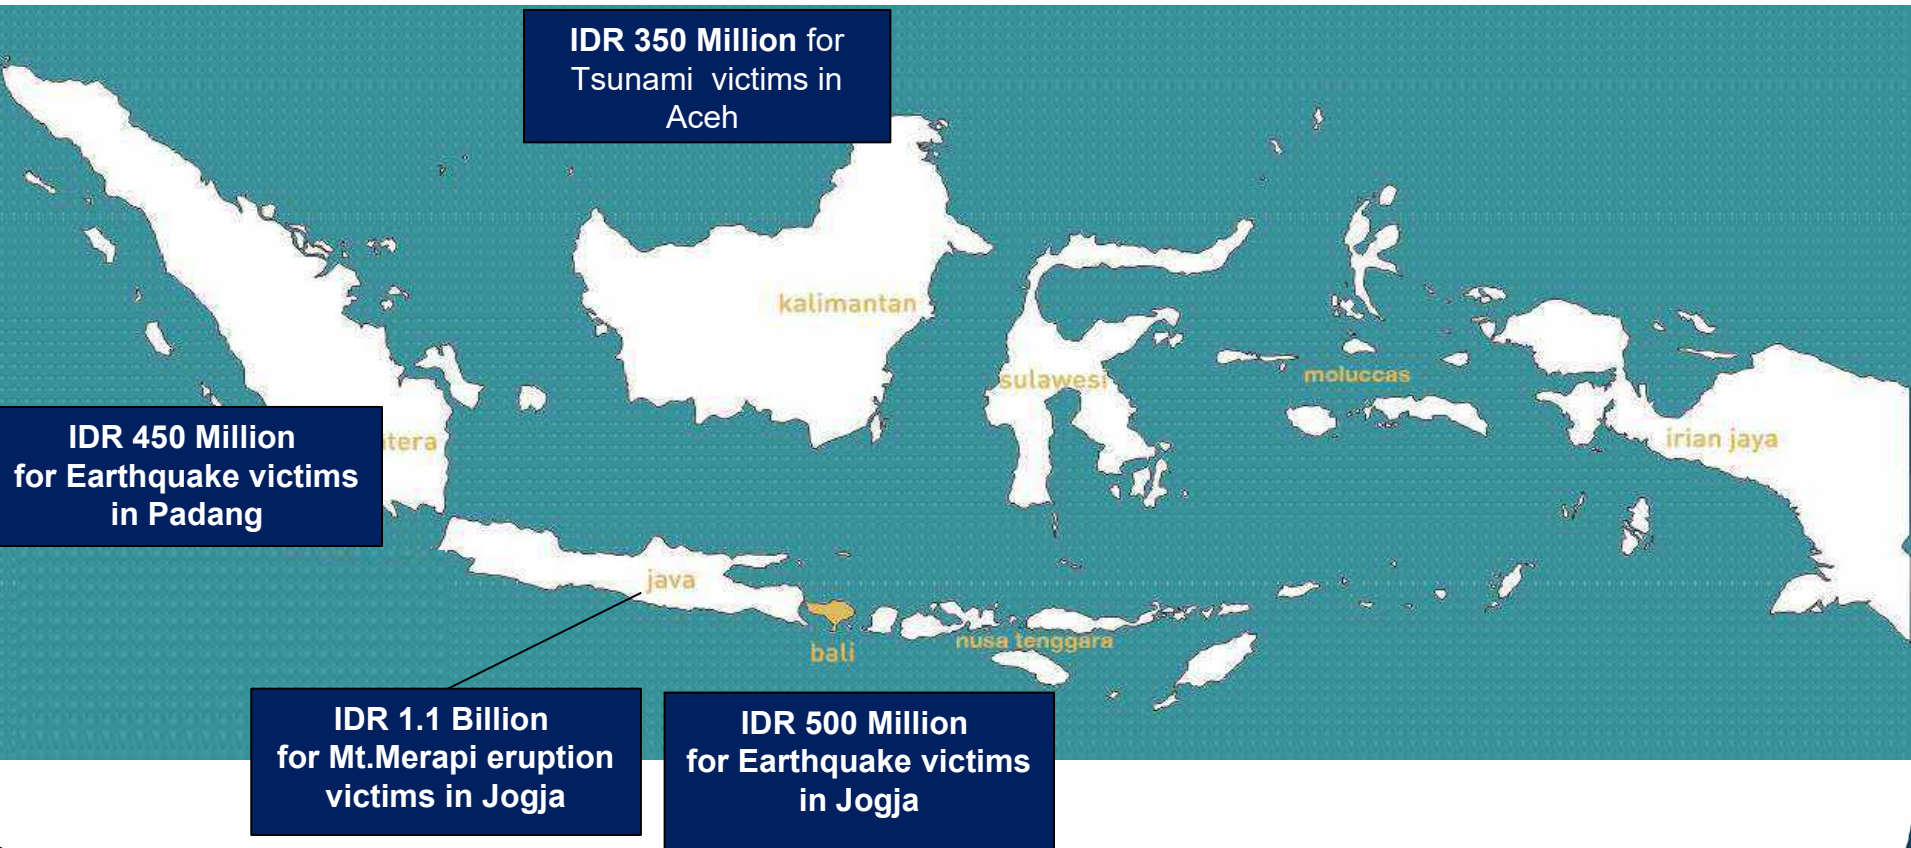 IDR 350 Million for
Tsunami victims in
Aceh
kalimantan
sulawesi
moluccas
irian jaya
IDR 450 Million
for Earthquake victims
in Padang
tera
java
bali
nusa tenggara
IDR 1.1 Billion
for Mt.Merapi eruption
victims in Jogja
IDR 500 Million
for Earthquake victims
in Jogja